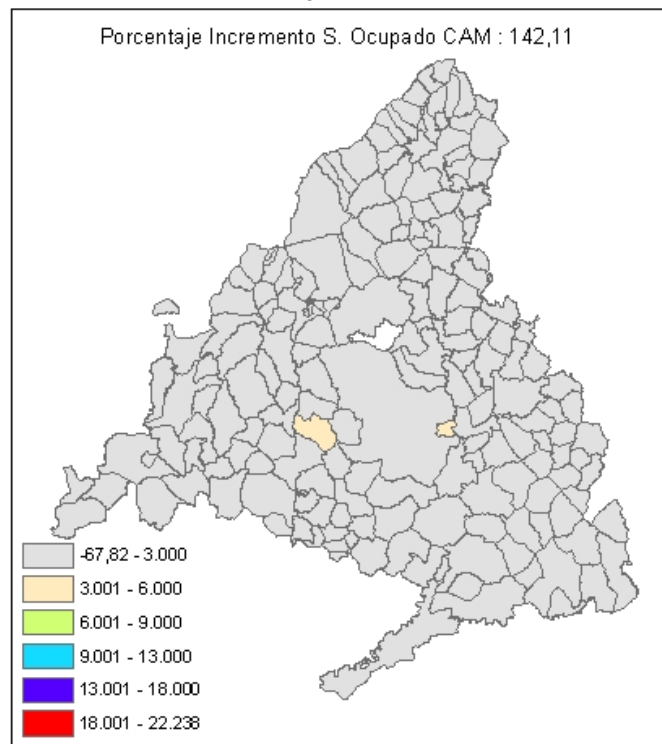 Porcentaje Incremento S. Ocupado CAM : 142,11
-67,82 - 3.000
3.001 - 6.000
6.001 - 9.000
9.001 - 13.000
13.001 - 18.000
18.001 - 22.238